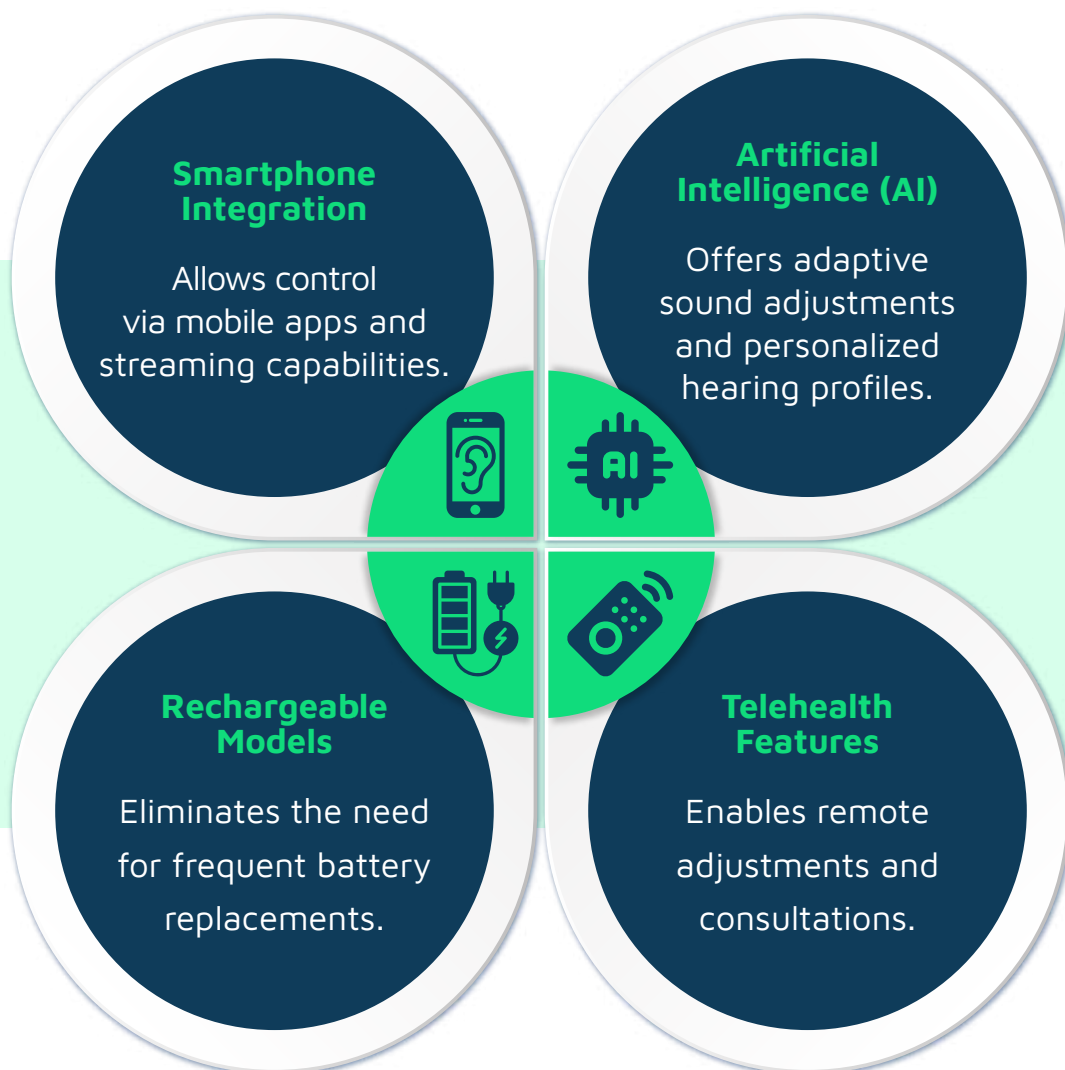 Smartphone
Integration
Allows control
via mobile apps and
streaming capabilities.
Artificial
Intelligence (AI)
Offers adaptive
sound adjustments
and personalized
hearing profiles.
AI
Rechargeable
Models
Eliminates the need
for frequent battery
replacements.
Telehealth
Features
Enables remote
adjustments and
consultations.